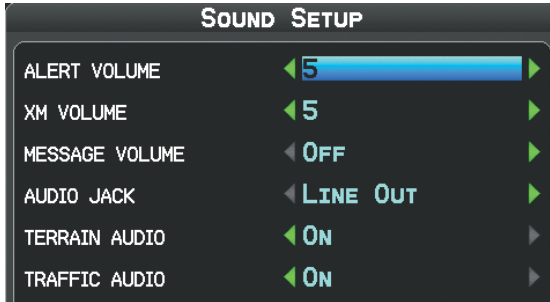 SOUND SETUP
ALERT VOLUME 5
XM VOLUME 5
MESSAGE VOLUME OFF
AUDIO JACK LINE OUT
TERRAIN AUDIO ON
TRAFFIC AUDIO ON